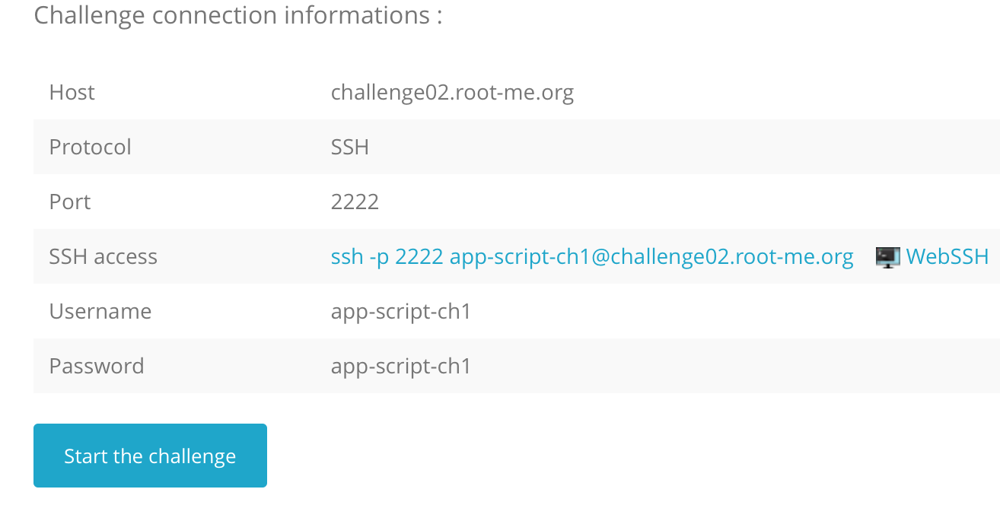 Challenge connection informations :
Host challenge02.root-me.org
Protocol SSH
Port 2222
SSH access ssh -p 2222 app-script-ch1@challenge02.root-me.org WebSSH
Username app-script-ch1
Password app-script-ch1
Start the challenge